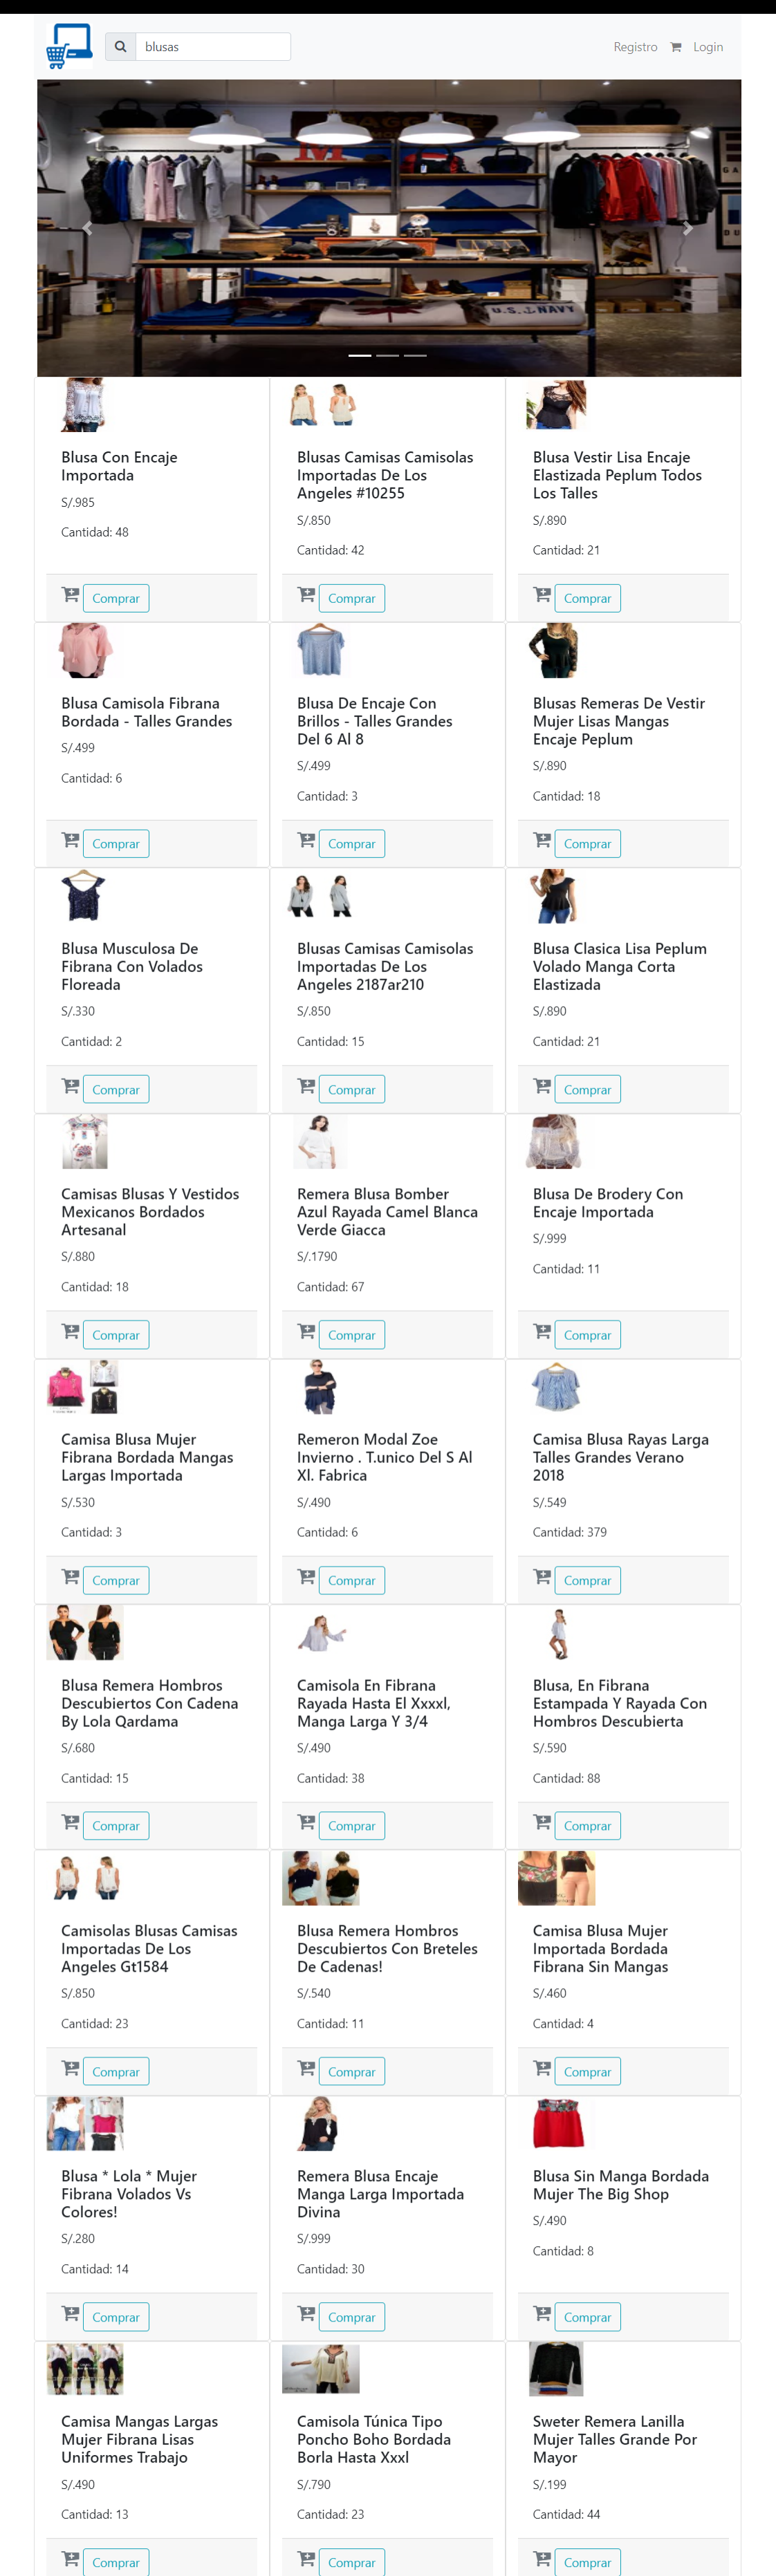 blusas
Registro
Login
U.S. NAVY
Blusa Con Encaje
Importada
S/.985
Cantidad: 48
Comprar
Blusas Camisas Camisolas
Importadas De Los
Angeles #10255
S/.850
Cantidad: 42
Comprar
Blusa Vestir Lisa Encaje
Elastizada Peplum Todos
Los Talles
S/.890
Cantidad: 21
Comprar
Blusa Camisola Fibrana
Bordada - Talles Grandes
S/.499
Cantidad: 6
Comprar
Blusa De Encaje Con
Brillos - Talles Grandes
Del 6 Al 8
S/.499
Cantidad: 3
Comprar
Blusas Remeras De Vestir
Mujer Lisas Mangas
Encaje Peplum
S/.890
Cantidad: 18
Comprar
Blusa Musculosa De
Fibrana Con Volados
Floreada
S/.330
Cantidad: 2
Comprar
Blusas Camisas Camisolas
Importadas De Los
Angeles 2187ar210
S/.850
Cantidad: 15
Comprar
Blusa Clasica Lisa Peplum
Volado Manga Corta
Elastizada
S/.890
Cantidad: 21
Comprar
Camisas Blusas Y Vestidos
Mexicanos Bordados
Artesanal
S/.880
Cantidad: 18
Comprar
Remera Blusa Bomber
Azul Rayada Camel Blanca
Verde Giacca
S/.1790
Cantidad: 67
Comprar
Blusa De Brodery Con
Encaje Importada
S/.999
Cantidad: 11
Comprar
Camisa Blusa Mujer
Fibrana Bordada Mangas
Largas Importada
S/.530
Cantidad: 3
Comprar
Remeron Modal Zoe
Invierno . T.unico Del S Al
Xl. Fabrica
S/.490
Cantidad: 6
Comprar
Camisa Blusa Rayas Larga
Talles Grandes Verano
2018
S/.549
Cantidad: 379
Comprar
Blusa Remera Hombros
Descubiertos Con Cadena
By Lola Qardama
S/.680
Cantidad: 15
Comprar
Camisola En Fibrana
Rayada Hasta El Xxxxl,
Manga Larga Y 3/4
S/.490
Cantidad: 38
Comprar
Blusa, En Fibrana
Estampada Y Rayada Con
Hombros Descubierta
S/.590
Cantidad: 88
Comprar
Camisolas Blusas Camisas
Importadas De Los
Angeles Gt1584
S/.850
Cantidad: 23
Comprar
Blusa Remera Hombros
Descubiertos Con Breteles
De Cadenas!
S/.540
Cantidad: 11
Comprar
Camisa Blusa Mujer
Importada Bordada
Fibrana Sin Mangas
S/.460
Cantidad: 4
Comprar
Blusa * Lola * Mujer
Fibrana Volados Vs
Colores!
S/.280
Cantidad: 14
Comprar
Remera Blusa Encaje
Manga Larga Importada
Divina
S/.999
Cantidad: 30
Comprar
Blusa Sin Manga Bordada
Mujer The Big Shop
S/.490
Cantidad: 8
Comprar
Camisa Mangas Largas
Mujer Fibrana Lisas
Uniformes Trabajo
S/.490
Cantidad: 13
Comprar
Camisola Túnica Tipo
Poncho Boho Bordada
Borla Hasta Xxxl
S/.790
Cantidad: 23
Comprar
Sweter Remera Lanilla
Mujer Talles Grande Por
Mayor
S/.199
Cantidad: 44
Comprar